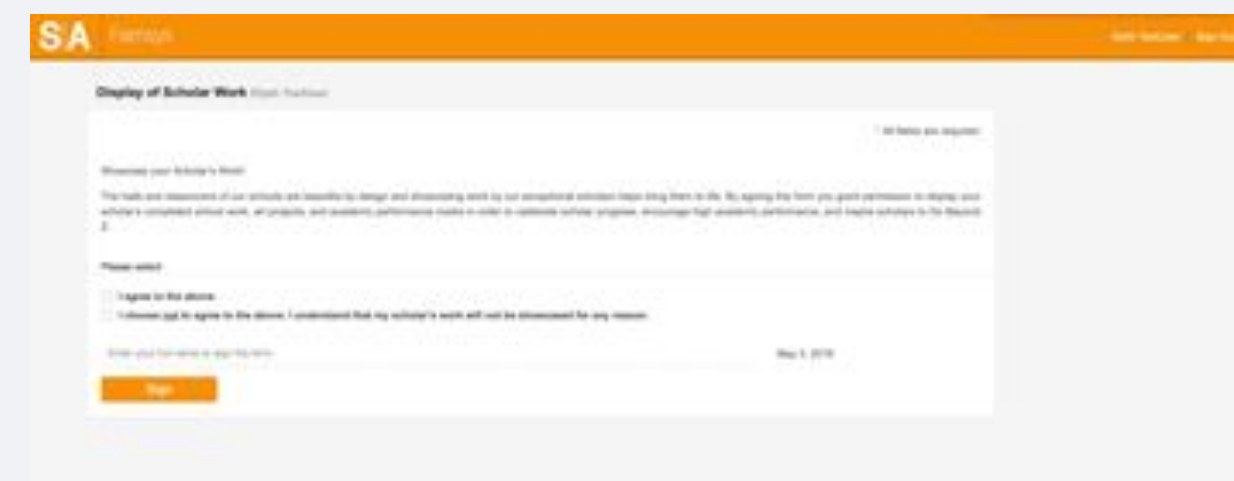 S A Famsys
Display of Scholar Work
* All fields are required
Showcase your Scholar's Work!
The halls and classrooms of our schools are beautiful by design and showcasing work by our exceptional scholars helps bring them to life. By signing this form you grant permission to display your
scholar's completed school work, art projects, and academic performance marks in order to celebrate scholar progress, encourage high academic performance, and inspire scholars to Go Beyond
Please select
I agree to the above.
I choose not to agree to the above. I understand that my scholar's work will not be showcased for any reason.
Enter your full name to sign this form
Sign